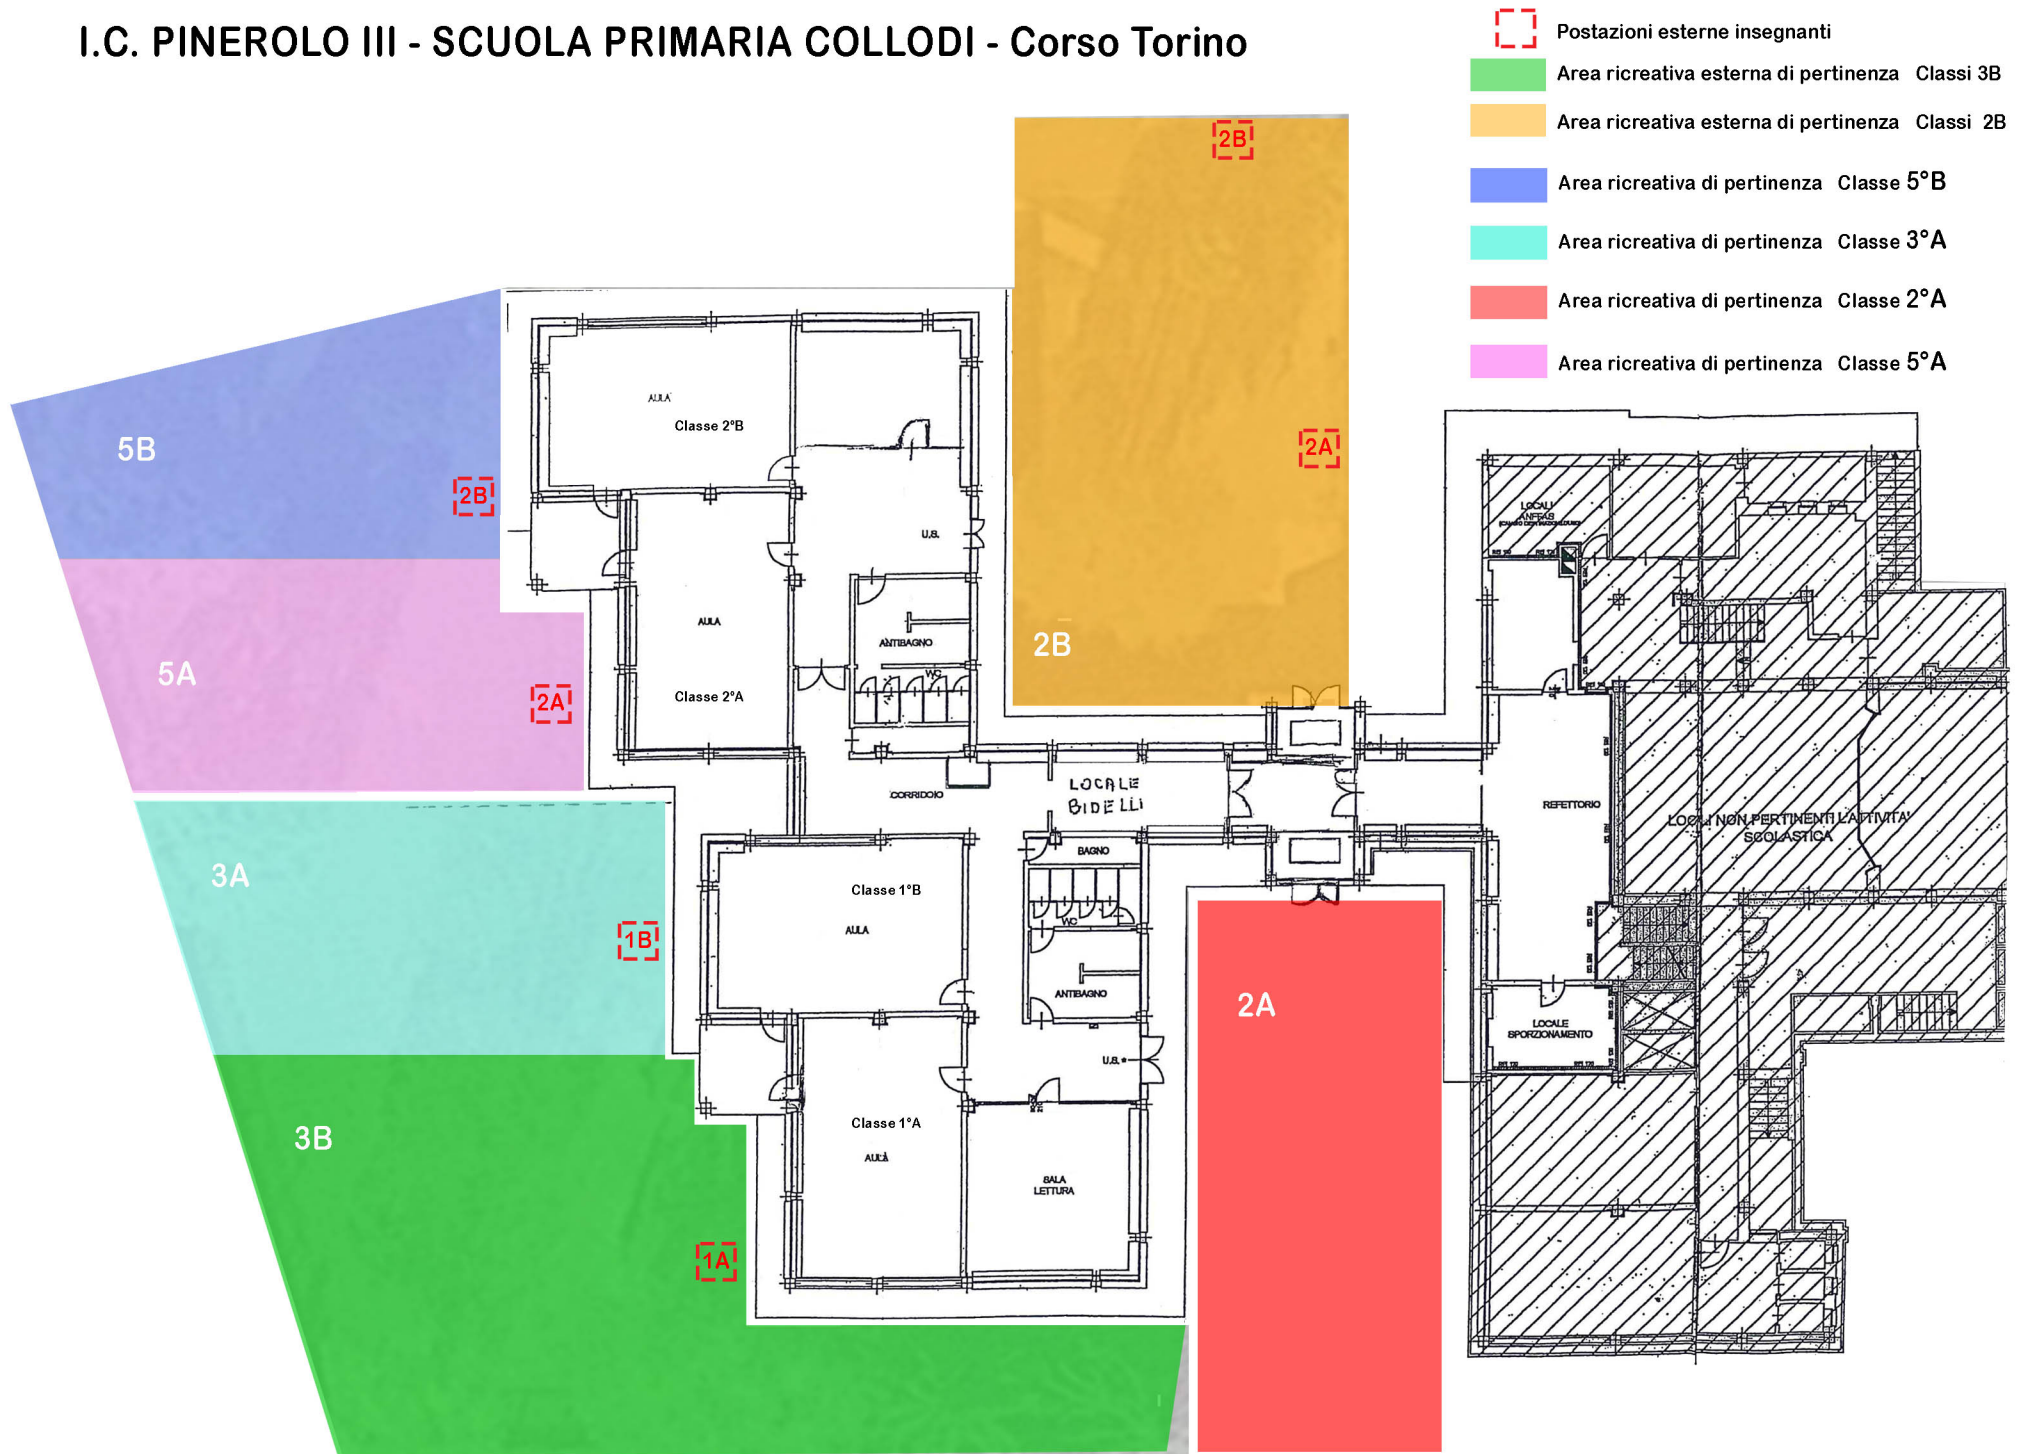 I.C. PINEROLO III - SCUOLA PRIMARIA COLLODI - Corso Torino
Postazioni esterne insegnanti
Area ricreativa esterna di pertinenza Classi 3B
Area ricreativa esterna di pertinenza Classi 2B
Area ricreativa di pertinenza Classe 5°B
Area ricreativa di pertinenza Classe 3°A
Area ricreativa di pertinenza Classe 2°A
Area ricreativa di pertinenza Classe 5°A
2B
2A
2B
5B
2B
5A
2A
3A
1B
3B
1A
2A
AULA
Classe 2°B
U.S.
AULA
Classe 2°A
ANTIBAGNO
WC
CORRIDOIO
LOCALE
BIDELLI
BAGNO
WC
ANTIBAGNO
Classe 1°B
AULA
U.S.
Classe 1°A
AULA
SALA
LETTURA
LOCALI
ANFFAS
REFETTORIO
LOCALI NON PERTINENTI L'ATTIVITA'
SCOLASTICA
LOCALE
SPORZIONAMENTO